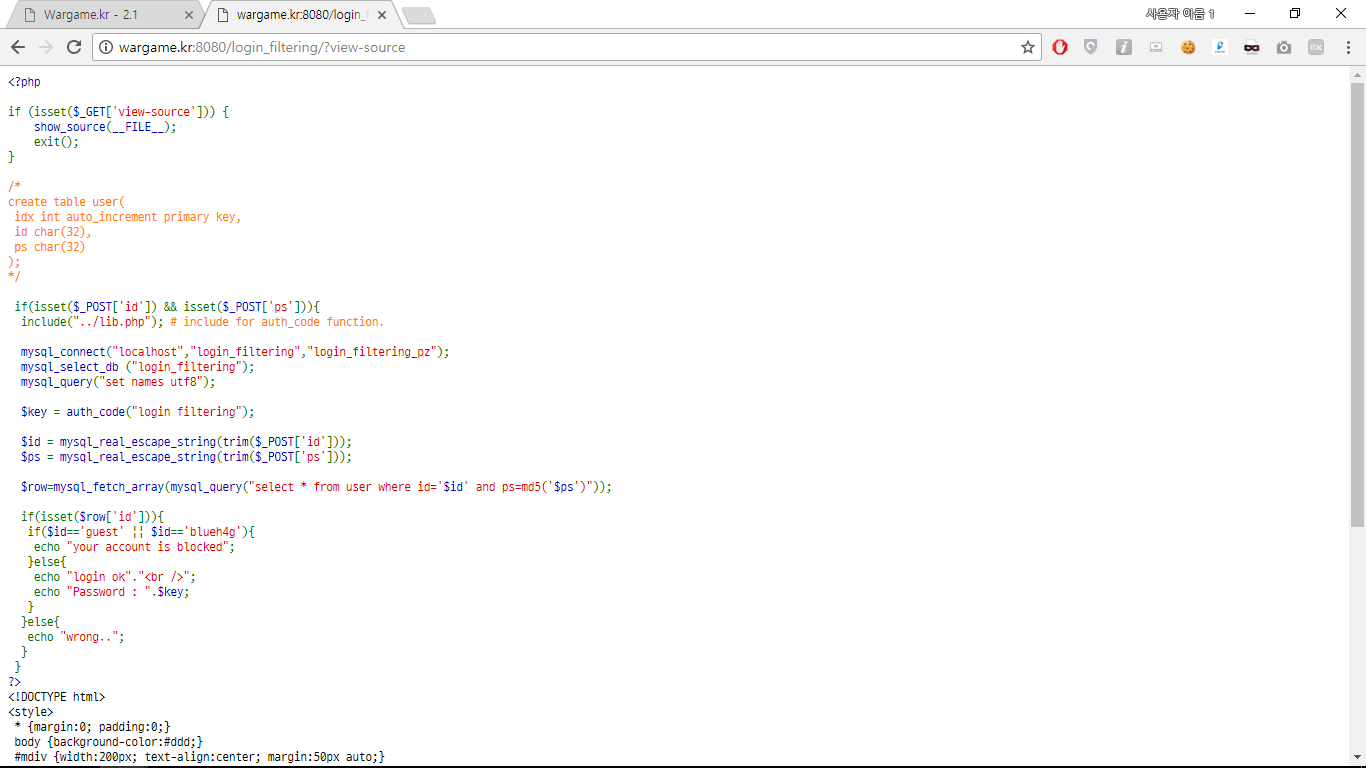 Wargame.kr - 2.1
wargame.kr:8080/login_f
사용자 이름 1
wargame.kr:8080/login_filtering/?view-source
<?php
if (isset($_GET['view-source'])) {
    show_source(__FILE__);
    exit();
}
/*
create table user(
 idx int auto_increment primary key,
 id char(32),
 ps char(32)
);
*/
 if(isset($_POST['id']) && isset($_POST['ps'])){
  include("../lib.php"); # include for auth_code function.
  mysql_connect("localhost","login_filtering","login_filtering_pz");
  mysql_select_db ("login_filtering");
  mysql_query("set names utf8");
  $key = auth_code("login filtering");
  $id = mysql_real_escape_string(trim($_POST['id']));
  $ps = mysql_real_escape_string(trim($_POST['ps']));
  $row=mysql_fetch_array(mysql_query("select * from user where id='$id' and ps=md5('$ps')"));
  if(isset($row['id'])){
   if($id=='guest' || $id=='blueh4g'){
    echo "your account is blocked";
   }else{
    echo "login ok"."<br />";
    echo "Password : ".$key;
   }
  }else{
   echo "wrong..";
  }
 }
?>
<!DOCTYPE html>
<style>
 * {margin:0; padding:0;}
 body {background-color:#ddd;}
 #mdiv {width:200px; text-align:center; margin:50px auto;}